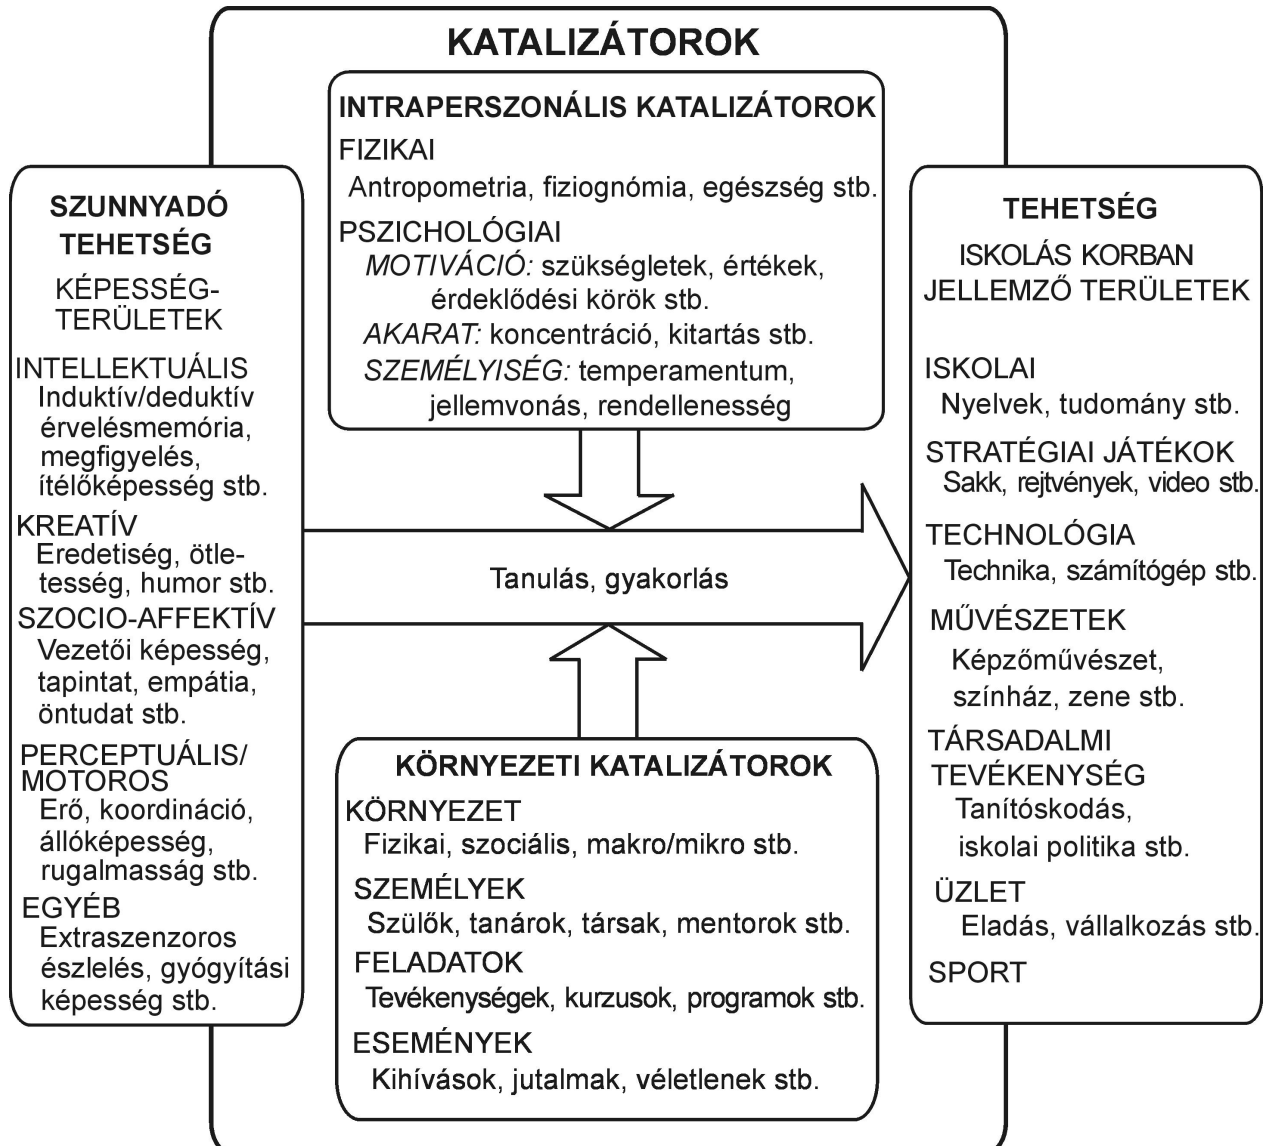 KATALIZÁTOROK
INTRAPERSZONÁLIS KATALIZÁTOROK
FIZIKAI
Antropometria, fiziognómia, egészség stb.
PSZICHOLÓGIAI
MOTIVÁCIÓ: szükségletek, értékek,
érdeklődési körök stb.
AKARAT: koncentráció, kitartás stb.
SZEMÉLYISÉG: temperamentum,
jellemvonás, rendellenesség
SZUNNYADÓ
TEHETSÉG
KÉPESSÉG-
TERÜLETEK
INTELLEKTUÁLIS
Induktív/deduktív
érvelésmemória,
megfigyelés,
ítélőképesség stb.
KREATÍV
Eredetiség, ötle-
tesség, humor stb.
SZOCIO-AFFEKTÍV
Vezetői képesség,
tapintat, empátia,
öntudat stb.
PERCEPTUÁLIS/
MOTOROS
Erő, koordináció,
állóképesség,
rugalmasság stb.
EGYÉB
Extraszenzoros
észlelés, gyógyítási
képesség stb.
Tanulás, gyakorlás
KÖRNYEZETI KATALIZÁTOROK
KÖRNYEZET
Fizikai, szociális, makro/mikro stb.
SZEMÉLYEK
Szülők, tanárok, társak, mentorok stb.
FELADATOK
Tevékenységek, kurzusok, programok stb.
ESEMÉNYEK
Kihívások, jutalmak, véletlenek stb.
TEHETSÉG
ISKOLÁS KORBAN
JELLEMZŐ TERÜLETEK
ISKOLAI
Nyelvek, tudomány stb.
STRATÉGIAI JÁTÉKOK
Sakk, rejtvények, video stb.
TECHNOLÓGIA
Technika, számítógép stb.
MŰVÉSZETEK
Képzőművészet,
színház, zene stb.
TÁRSADALMI
TEVÉKENYSÉG
Tanítóskodás,
iskolai politika stb.
ÜZLET
Eladás, vállalkozás stb.
SPORT